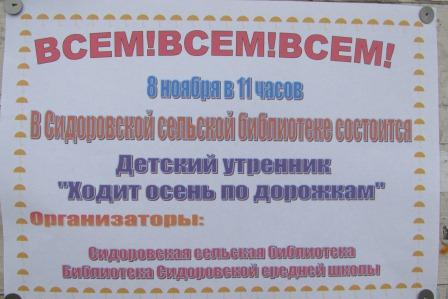 ВСЕМ!ВСЕМ!ВСЕМ!
8 ноября в 11 часов
В Сидоровской сельской библиотеке состоится
Детский утренник
"Ходит осень по дорожкам"
Организаторы:
Сидоровская сельская библиотека
Библиотека Сидоровской средней школы